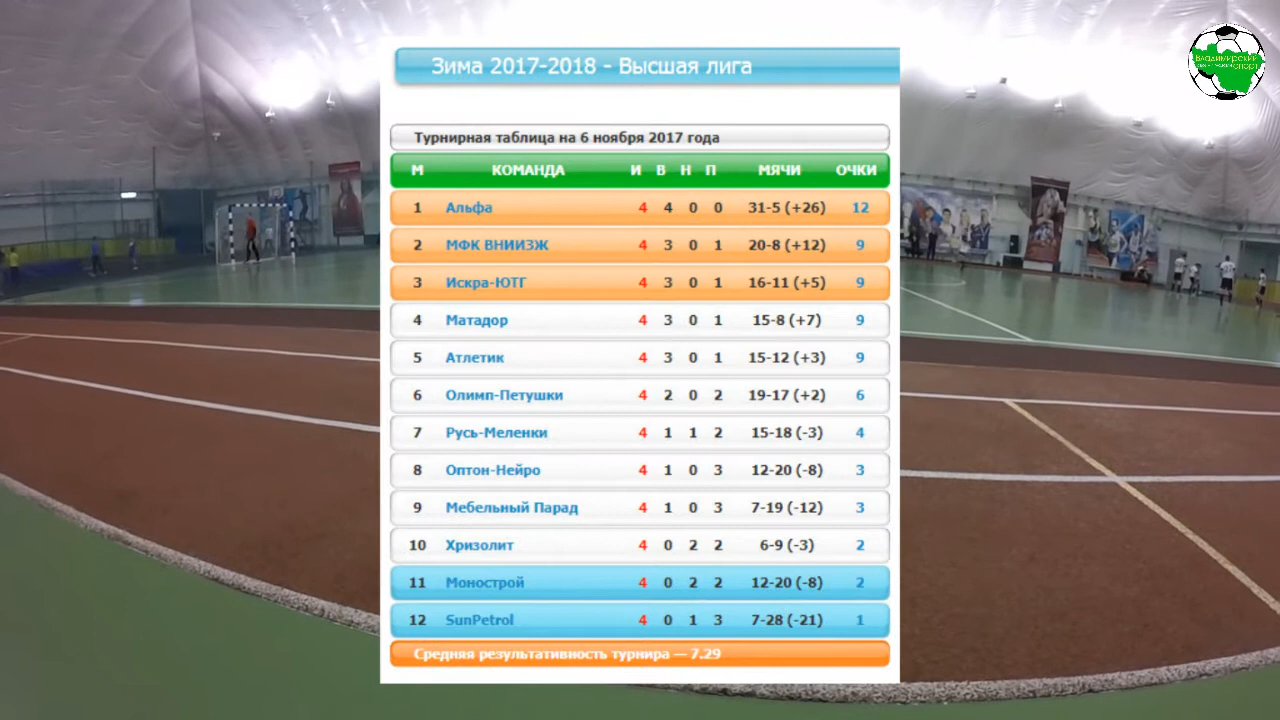 Зима 2017-2018 - Высшая лига
Турнирная таблица на 6 ноября 2017 года
М КОМАНДА И В Н П МЯЧИ ОЧКИ
1 Альфа 4 4 0 0 31-5 (+26) 12
2 МФК ВНИИЗЖ 4 3 0 1 20-8 (+12) 9
3 Искра-ЮТГ 4 3 0 1 16-11 (+5) 9
4 Матадор 4 3 0 1 15-8 (+7) 9
5 Атлетик 4 3 0 1 15-12 (+3) 9
6 Олимп-Петушки 4 2 0 2 19-17 (+2) 6
7 Русь-Меленки 4 1 1 2 15-18 (-3) 4
8 Оптон-Нейро 4 1 0 3 12-20 (-8) 3
9 Мебельный Парад 4 1 0 3 7-19 (-12) 3
10 Хризолит 4 0 2 2 6-9 (-3) 2
11 Монострой 4 0 2 2 12-20 (-8) 2
12 SunPetrol 4 0 1 3 7-28 (-21) 1
Средняя результативность турнира — 7.29
Владимирский
спорт